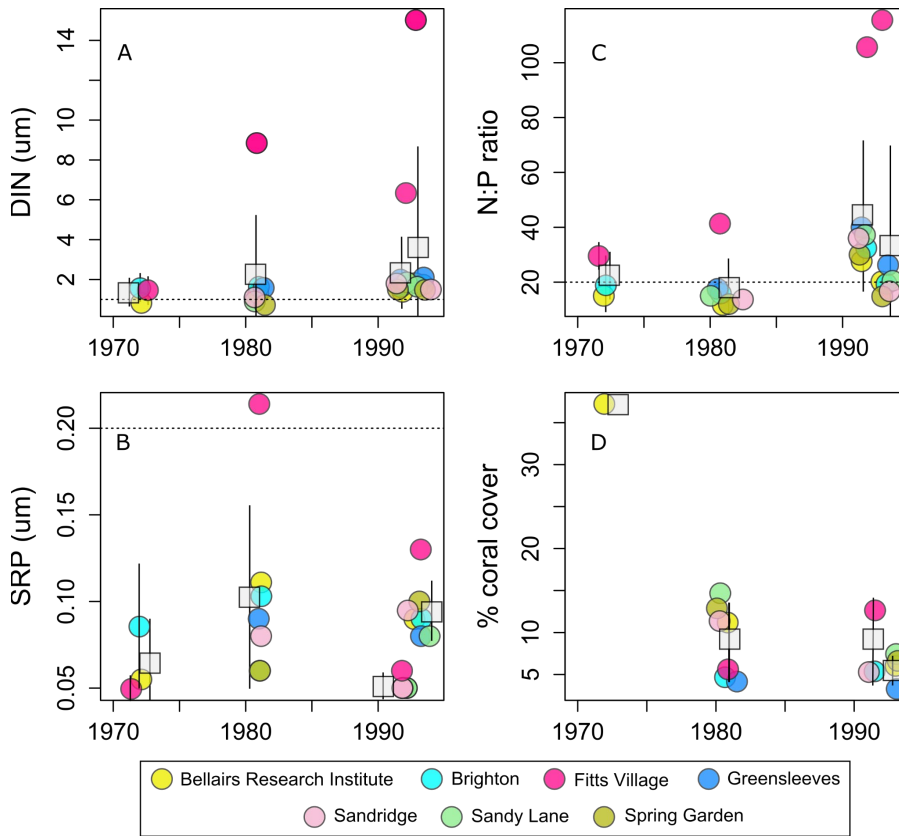 A
DIN (um)
14
10
8
6
4
2
1970 1980 1990
C
N:P ratio
100
80
60
40
20
1970 1980 1990
B
SRP (um)
0.20
0.15
0.10
0.05
1970 1980 1990
D
% coral cover
30
20
10
5
1970 1980 1990
Bellairs Research Institute Brighton Fitts Village Greensleeves
Sandridge Sandy Lane Spring Garden